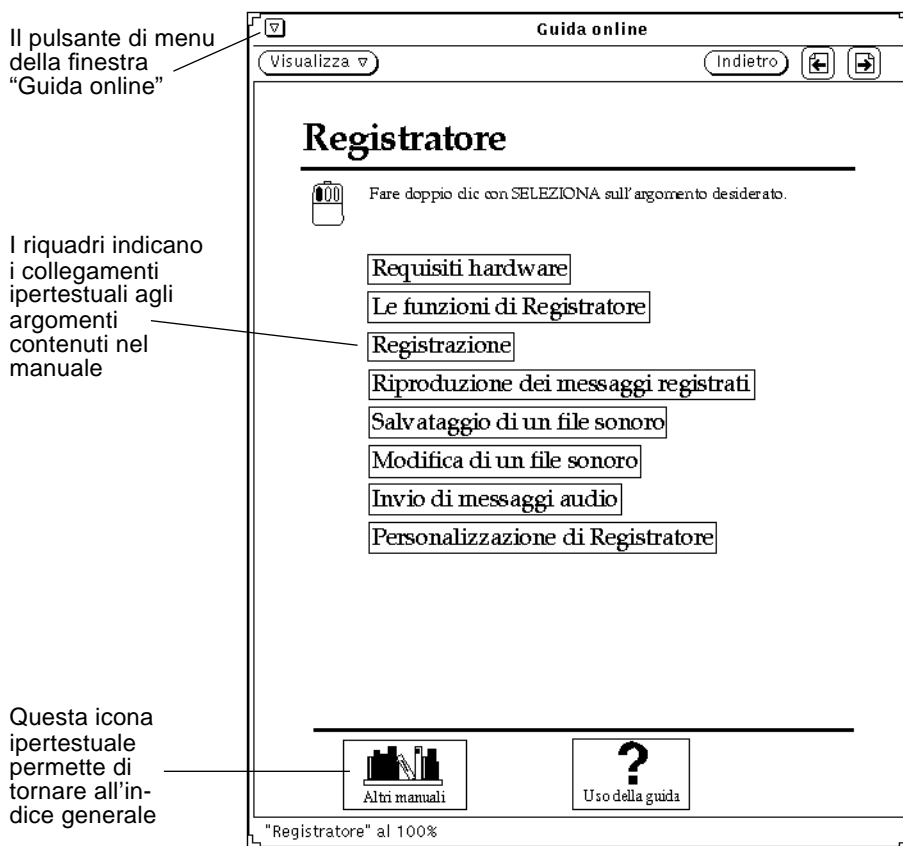 Il pulsante di menu
della finestra
“Guida online”
Guida online
Visualizza
Indietro
Registratore
Fare doppio clic con SELEZIONA sull'argomento desiderato.
I riquadri indicano
i collegamenti
ipertestuali agli
argomenti
contenuti nel
manuale
Requisiti hardware
Le funzioni di Registratore
Registrazione
Riproduzione dei messaggi registrati
Salvataggio di un file sonoro
Modifica di un file sonoro
Invio di messaggi audio
Personalizzazione di Registratore
Questa icona
ipertestuale
permette di
tornare all’in-
dice generale
Altri manuali
?
Uso della guida
"Registratore" al 100%